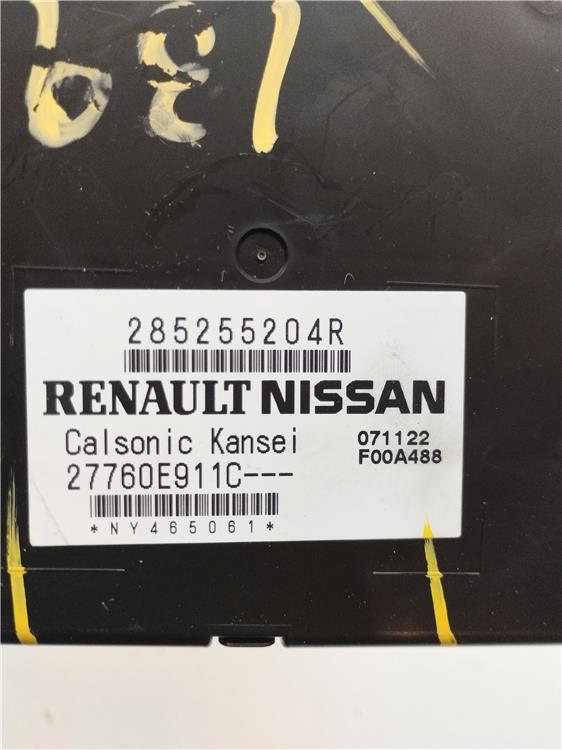 285255204R
RENAULT NISSAN
Calsonic Kansei 071122
27760E911C--- F00A488
*NY465061*